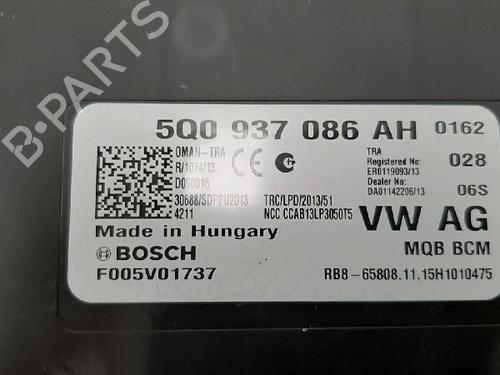 B-PARTS
5Q0 937 086 AH 0162
OMAN-TRA
R/1074/13
D090016
30688/SDPPI/2013
4211
CE
TRC/LPD/2013/51
NCC CCAB13LP3050T5
TRA
Registered No: 028
ER0119093/13
Dealer No:
DA01142206/13 06S
Made in Hungary
VW AG
BOSCH
MQB BCM
F005V01737
RB8-65808.11.15H1010475